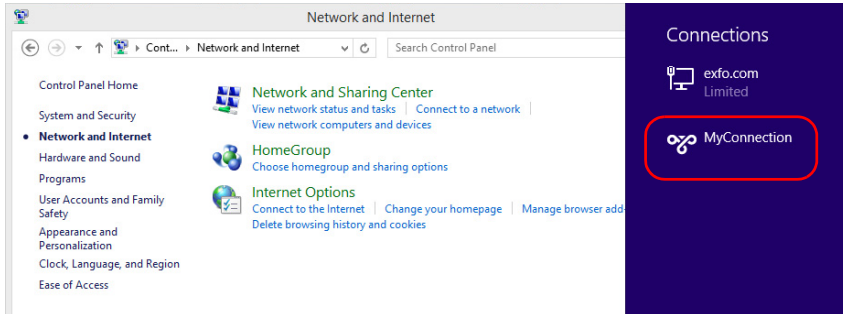 Network and Internet
Cont... Network and Internet
Search Control Panel
Control Panel Home
System and Security
Network and Internet
Hardware and Sound
Programs
User Accounts and Family
Safety
Appearance and
Personalization
Clock, Language, and Region
Ease of Access
Network and Sharing Center
View network status and tasks
Connect to a network
View network computers and devices
HomeGroup
Choose homegroup and sharing options
Internet Options
Connect to the Internet
Change your homepage
Manage browser add-
Delete browsing history and cookies
Connections
exfo.com
Limited
MyConnection